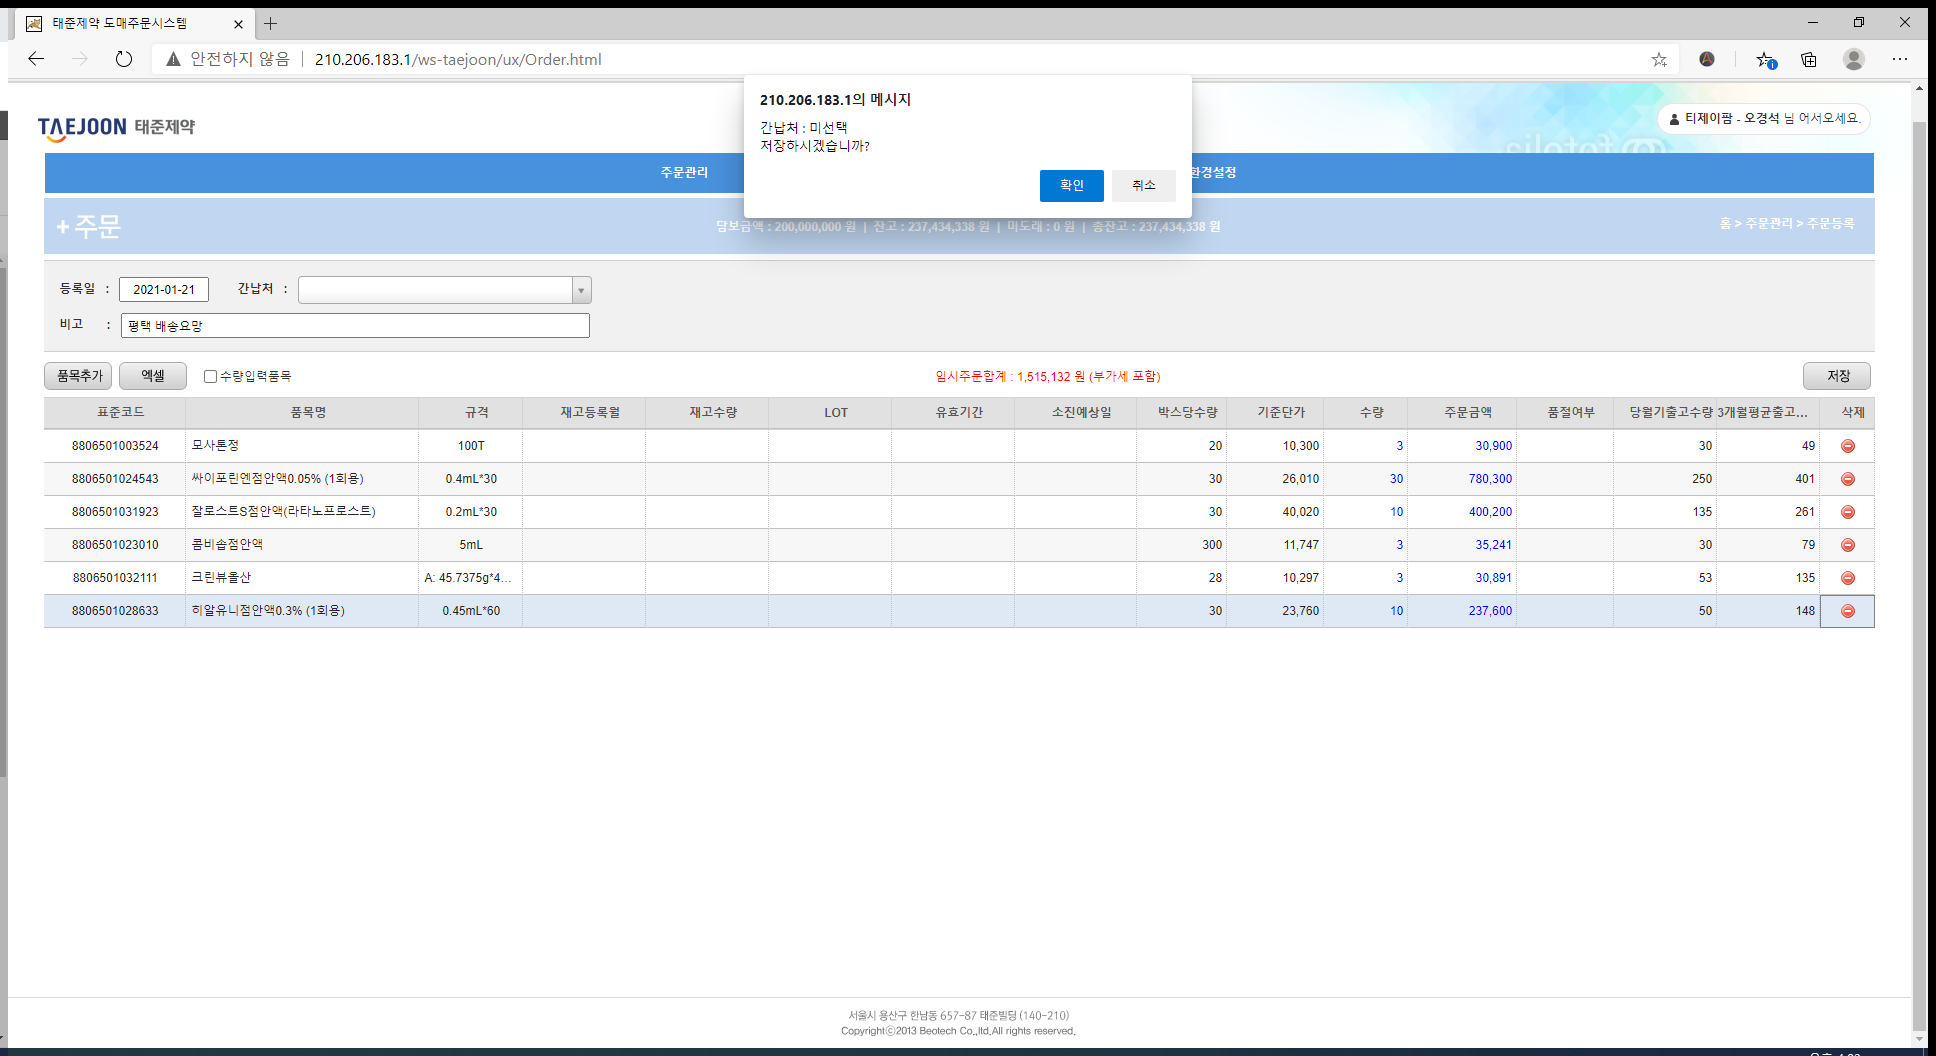 태준제약 도매주문시스템
안전하지 않음 210.206.183.1/ws-taejoon/ux/Order.html
210.206.183.1의 메시지
간납처 : 미선택
저장하시겠습니까?
확인 취소
TAEJOON 태준제약
티제이팜 - 오경석 님 어서오세요.
주문관리 환경설정
+ 주문
담보금액 : 200,000,000 원 | 잔고 : 237,434,338 원 | 미도래 : 0 원 | 총잔고 : 237,434,338 원
홈 > 주문관리 > 주문등록
등록일 : 2021-01-21 간납처 :
비고 : 평택 배송요망
품목추가 엑셀 수량입력품목 임시주문합계 : 1,515,132 원 (부가세 포함) 저장
표준코드 품목명 규격 재고등록월 재고수량 LOT 유효기간 소진예상일 박스당수량 기준단가 수량 주문금액 품절여부 당월기출고수량 3개월평균출고... 삭제
8806501003524 모사톤정 100T 20 10,300 3 30,900 30 49
8806501024543 싸이포린엔점안액0.05% (1회용) 0.4mL*30 30 26,010 30 780,300 250 401
8806501031923 잘로스트S점안액(라타노프로스트) 0.2mL*30 30 40,020 10 400,200 135 261
8806501023010 콤비솝점안액 5mL 300 11,747 3 35,241 30 79
8806501032111 크린뷰올산 A: 45.7375g*4... 28 10,297 3 30,891 53 135
8806501028633 히알유니점안액0.3% (1회용) 0.45mL*60 30 23,760 10 237,600 50 148
서울시 용산구 한남동 657-87 태준빌딩 (140-210)
Copyrightⓒ2013 Beotech Co.,ltd.All rights reserved.